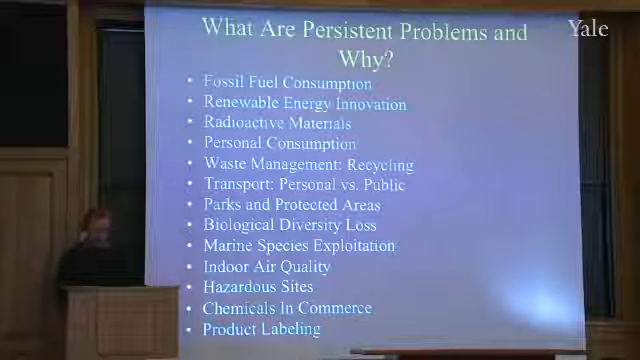 What Are Persistent Problems and
Why?
Yale
• Fossil Fuel Consumption
• Renewable Energy Innovation
• Radioactive Materials
• Personal Consumption
• Waste Management: Recycling
• Transport: Personal vs. Public
• Parks and Protected Areas
• Biological Diversity Loss
• Marine Species Exploitation
• Indoor Air Quality
• Hazardous Sites
• Chemicals In Commerce
• Product Labeling